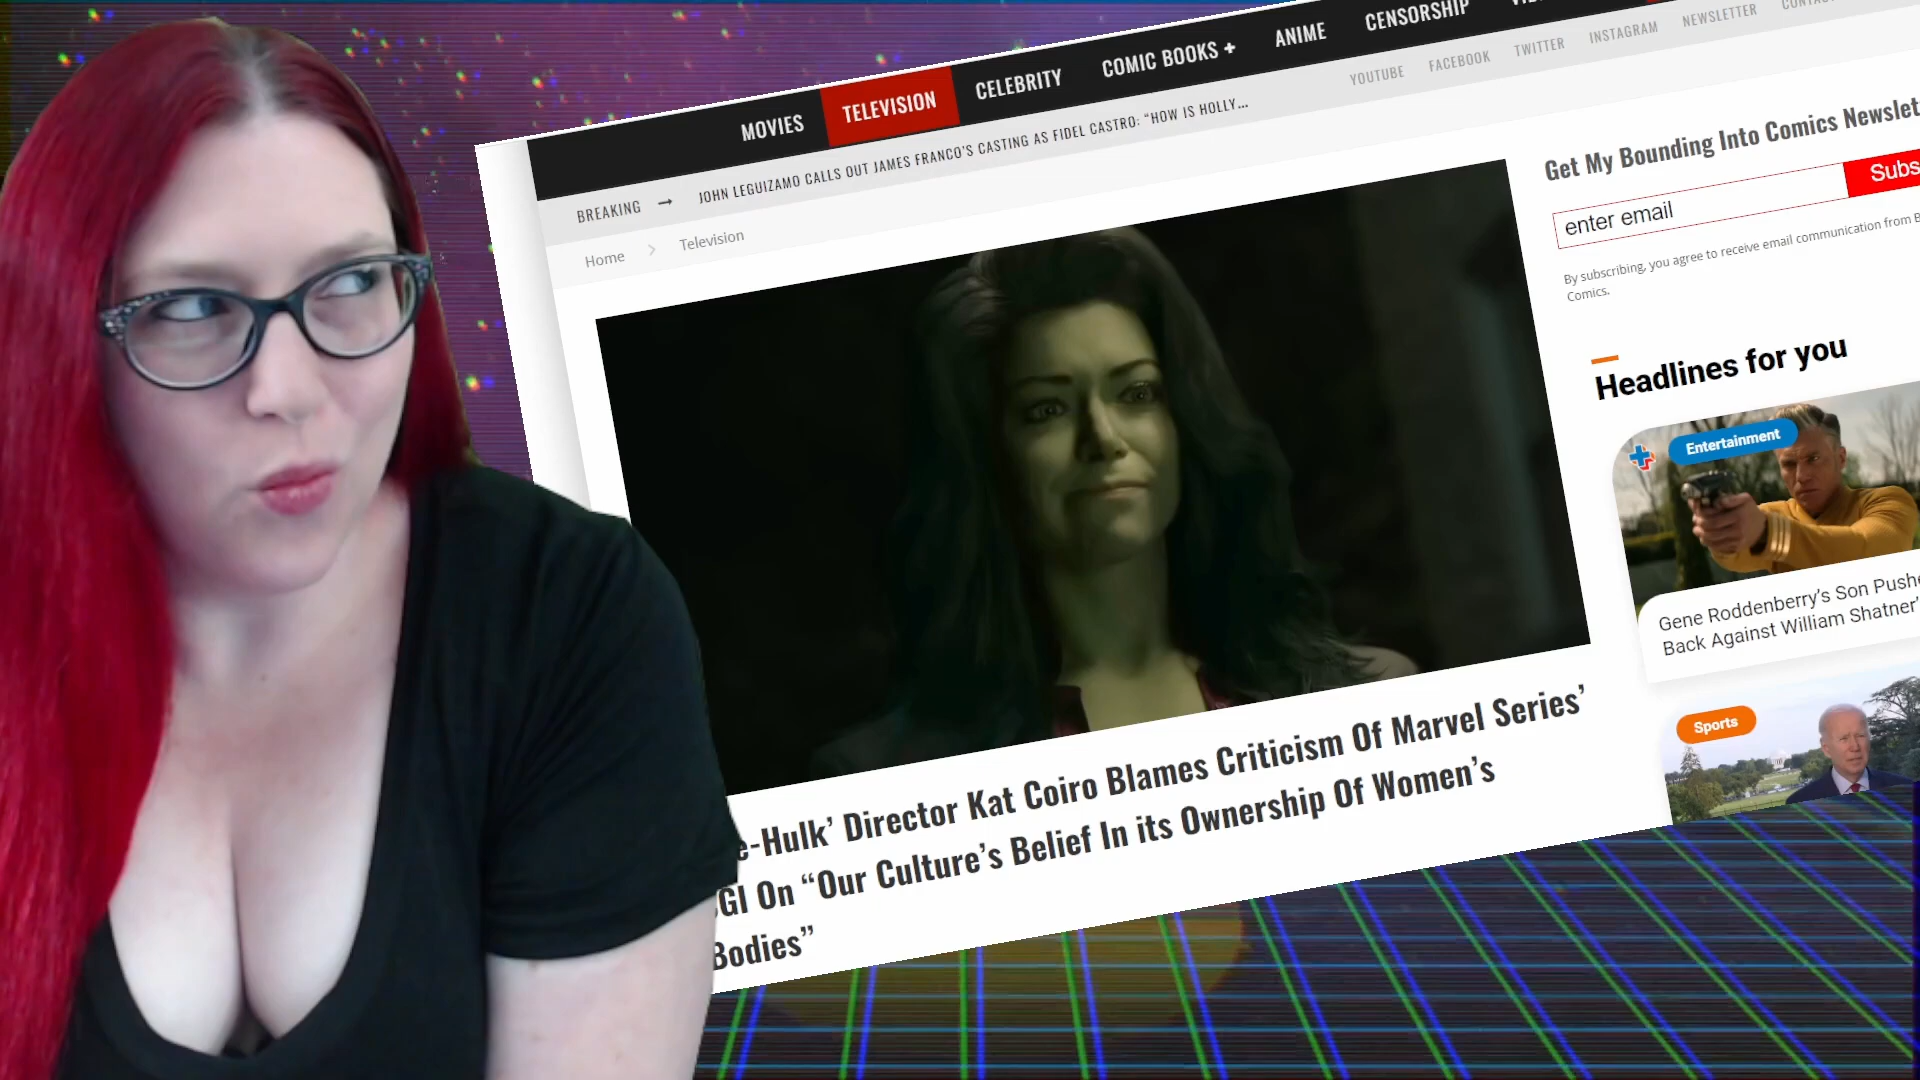 MOVIES TELEVISION CELEBRITY COMIC BOOKS + ANIME CENSORSHIP
BREAKING → JOHN LEGUIZAMO CALLS OUT JAMES FRANCO'S CASTING AS FIDEL CASTRO: "HOW IS HOLLY...
YOUTUBE FACEBOOK TWITTER INSTAGRAM NEWSLETTER
Home > Television
Get My Bounding Into Comics Newslet
enter email
Subs
By subscribing, you agree to receive email communication from B
Comics.
Headlines for you
Entertainment
Gene Roddenberry's Son Pushe
Back Against William Shatner'
Sports
e-Hulk' Director Kat Coiro Blames Criticism Of Marvel Series'
GI On "Our Culture's Belief In its Ownership Of Women's
Bodies"